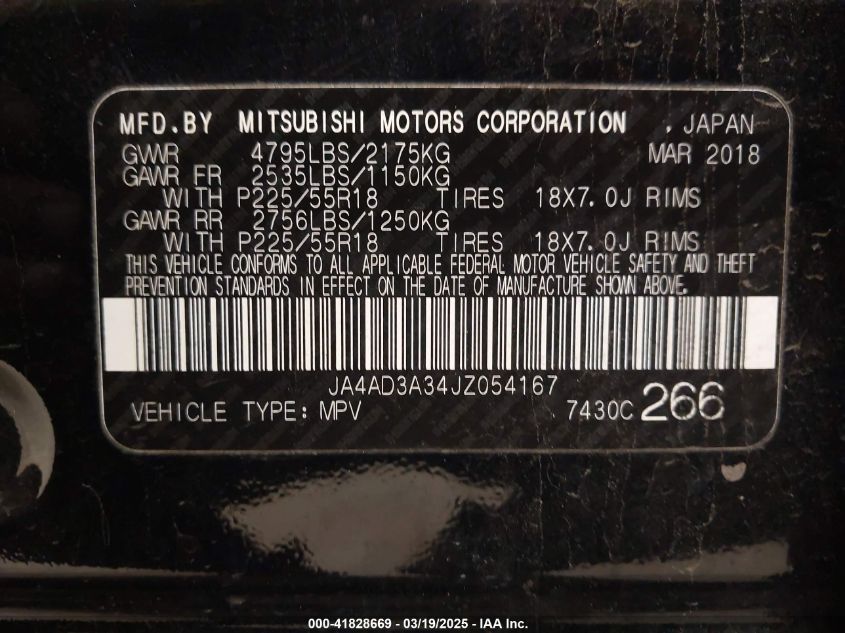 MFD.BY MITSUBISHI MOTORS CORPORATION , JAPAN
GVWR 4795LBS/2175KG MAR 2018
GAWR FR 2535LBS/1150KG
WITH P225/55R18 TIRES 18X7.0J RIMS
GAWR RR 2756LBS/1250KG
WITH P225/55R18 TIRES 18X7.0J RIMS
THIS VEHICLE CONFORMS TO ALL APPLICABLE FEDERAL MOTOR VEHICLE SAFETY AND THEFT
PREVENTION STANDARDS IN EFFECT ON THE DATE OF MANUFACTURE SHOWN ABOVE.
JA4AD3A34JZ054167
VEHICLE TYPE: MPV 7430C 266
000-41828669 - 03/19/2025 - IAA Inc.